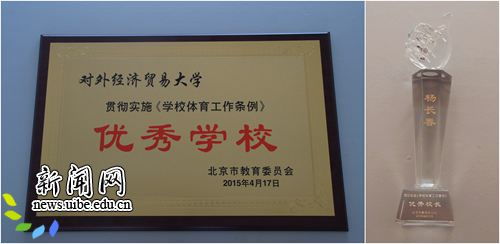 对外经济贸易大学
贯彻实施《学校体育工作条例》
优秀学校
北京市教育委员会
2015年4月17日
新闻网
www.uibe.edu.cn
杨长春
优秀校长